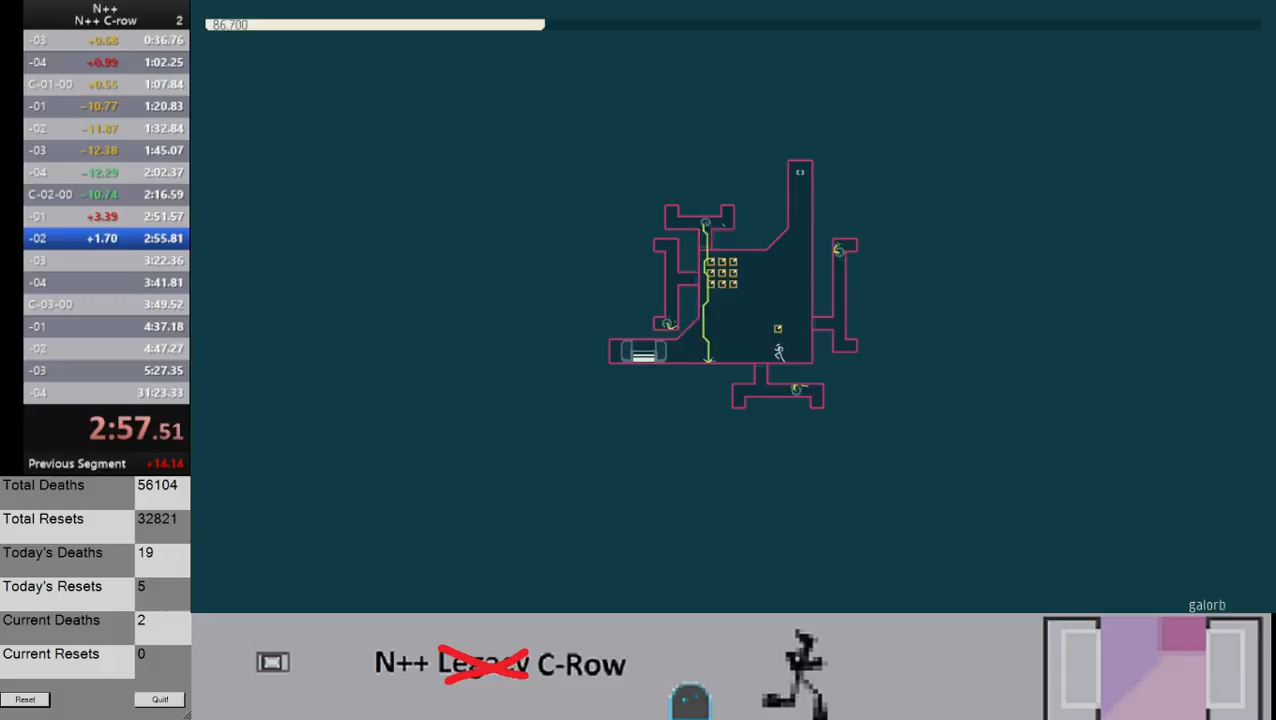 N++
N++ C-row 2
-03 +0.68 0:36.76
-04 +0.99 1:02.25
C-01-00 +0.55 1:07.84
-01 −10.77 1:20.83
-02 −11.87 1:32.84
-03 −12.38 1:45.07
-04 −12.29 2:02.37
C-02-00 −10.74 2:16.59
-01 +3.39 2:51.57
-02 +1.70 2:55.81
-03 3:22.36
-04 3:41.81
C-03-00 3:49.52
-01 4:37.18
-02 4:47.27
-03 5:27.35
-04 31:23.33
2:57.51
Previous Segment +14.14
Total Deaths 56104
Total Resets 32821
Today's Deaths 19
Today's Resets 5
Current Deaths 2
Current Resets 0
Reset Quit!
86,700
galorb
N++ Legacy C-Row